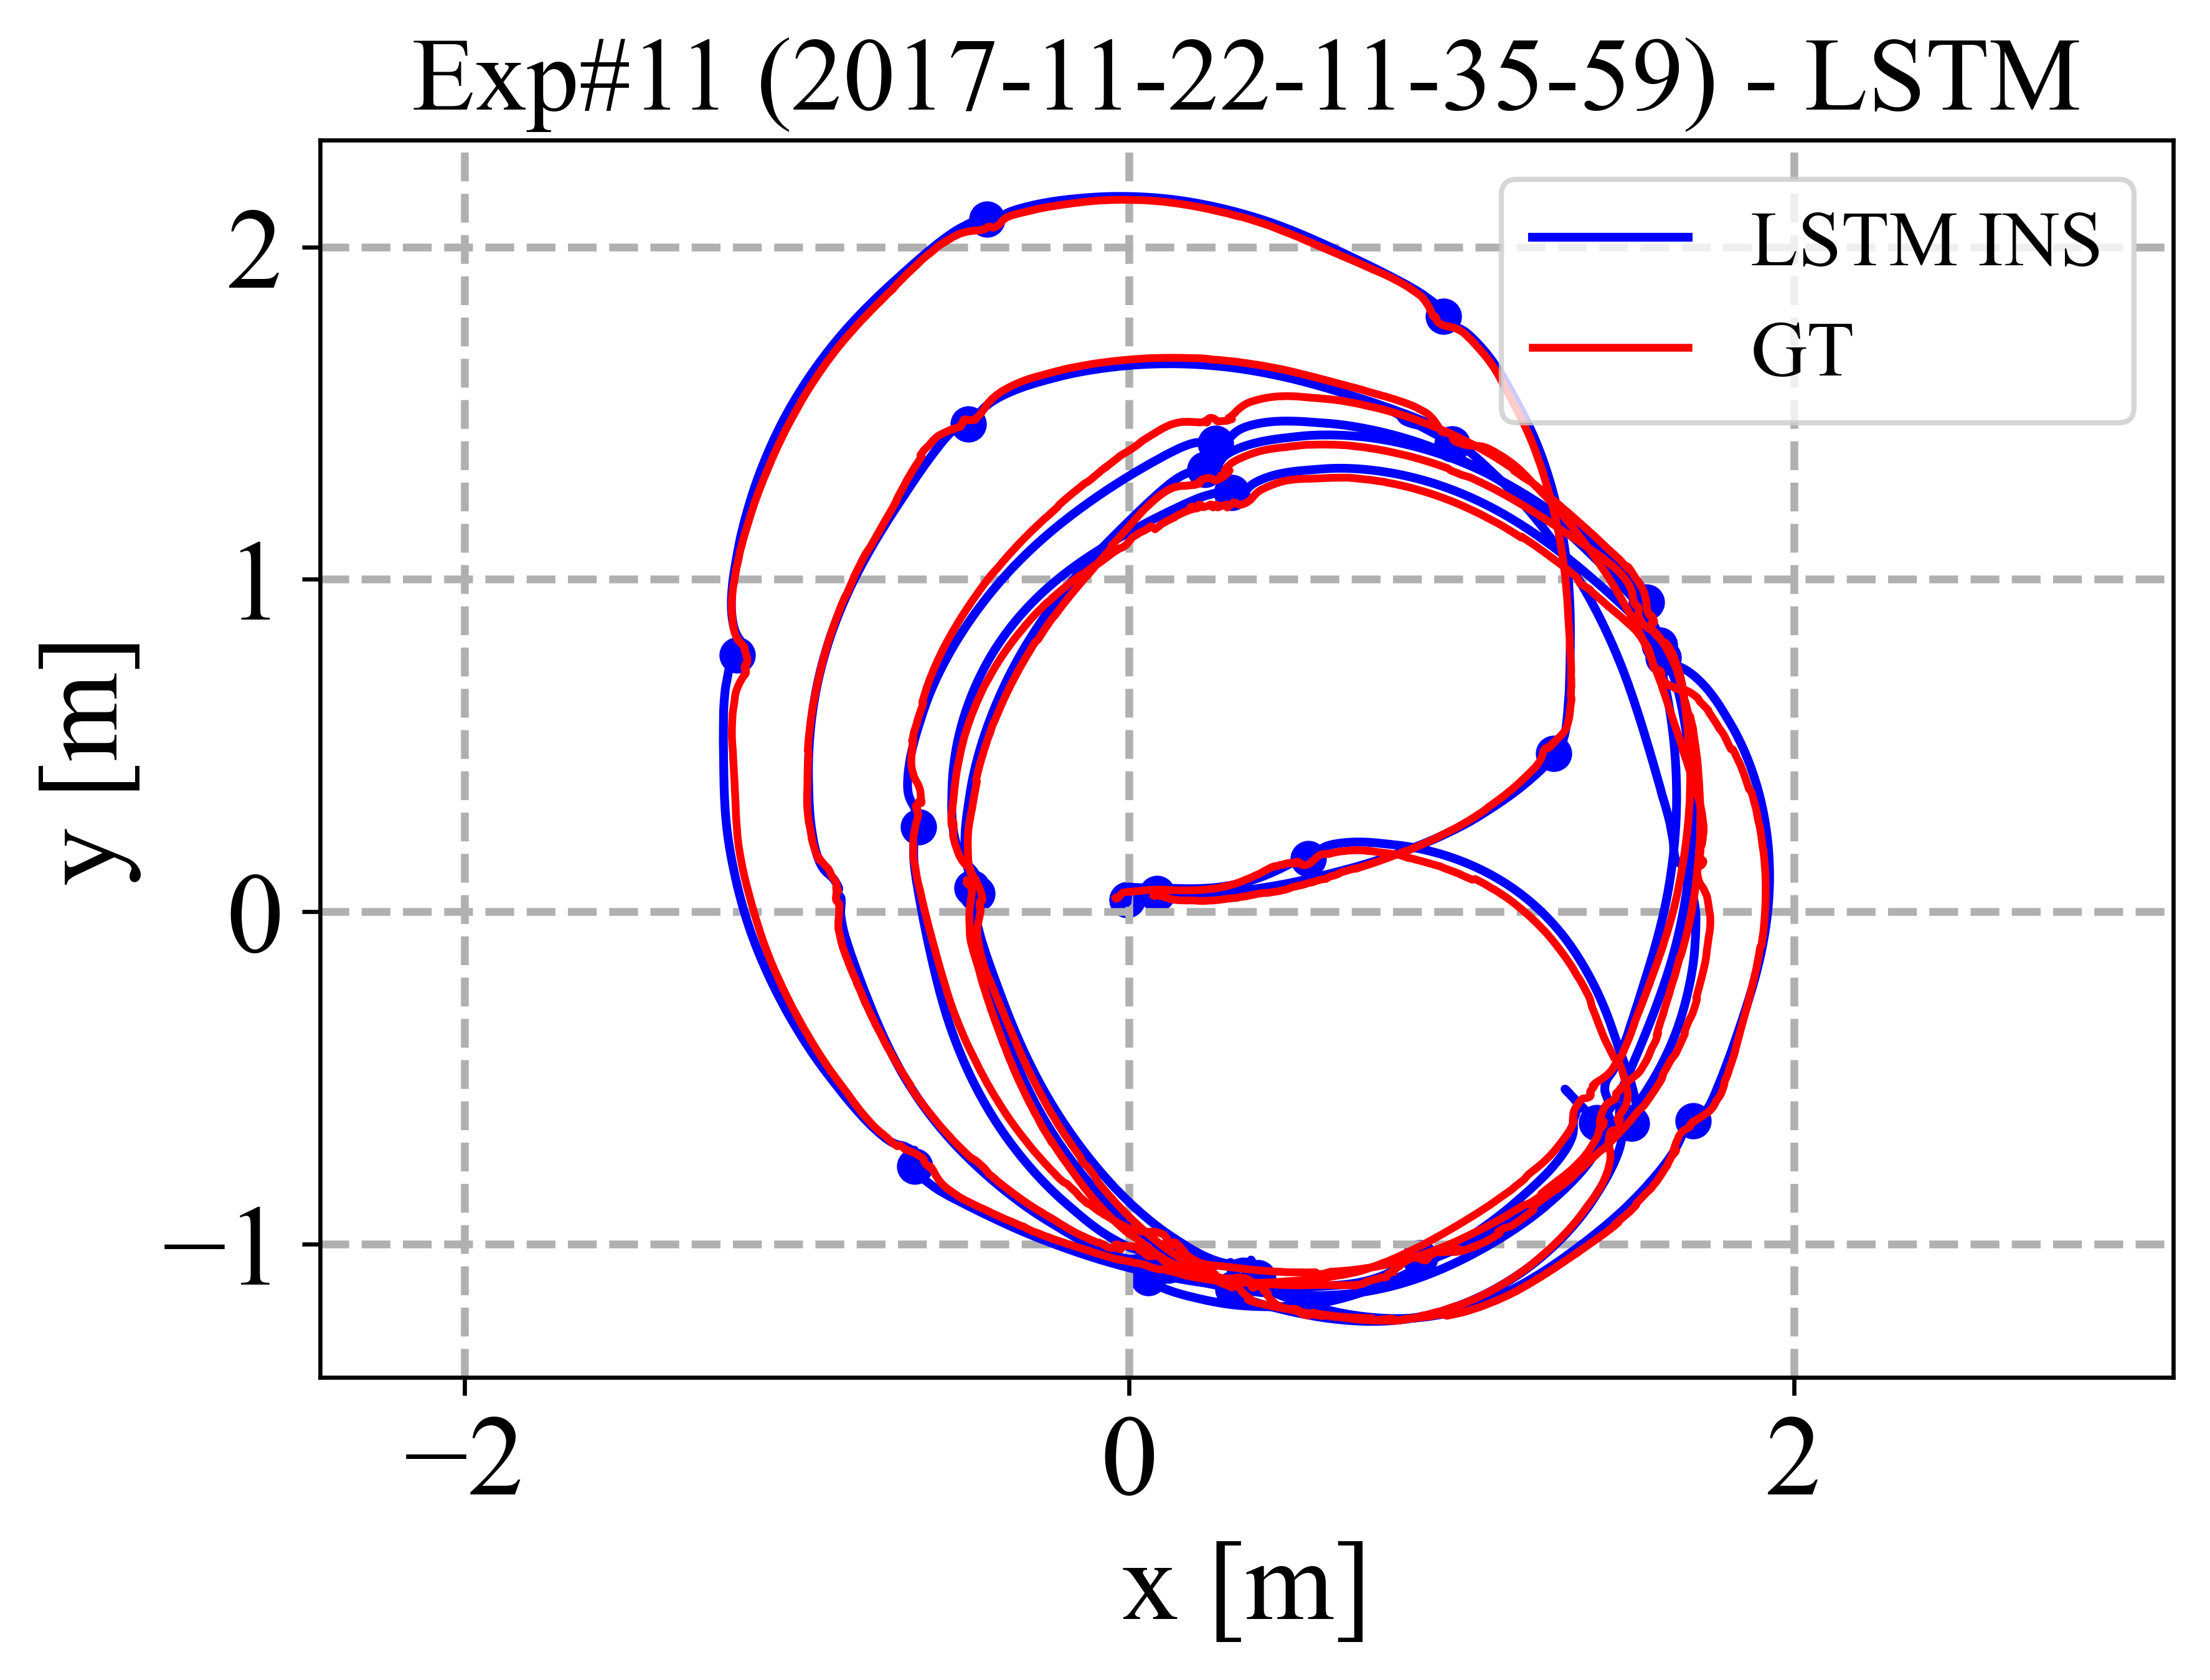 Exp#11 (2017-11-22-11-35-59) - LSTM
LSTM INS
GT
2
1
0
−1
y [m]
−2
0
2
x [m]